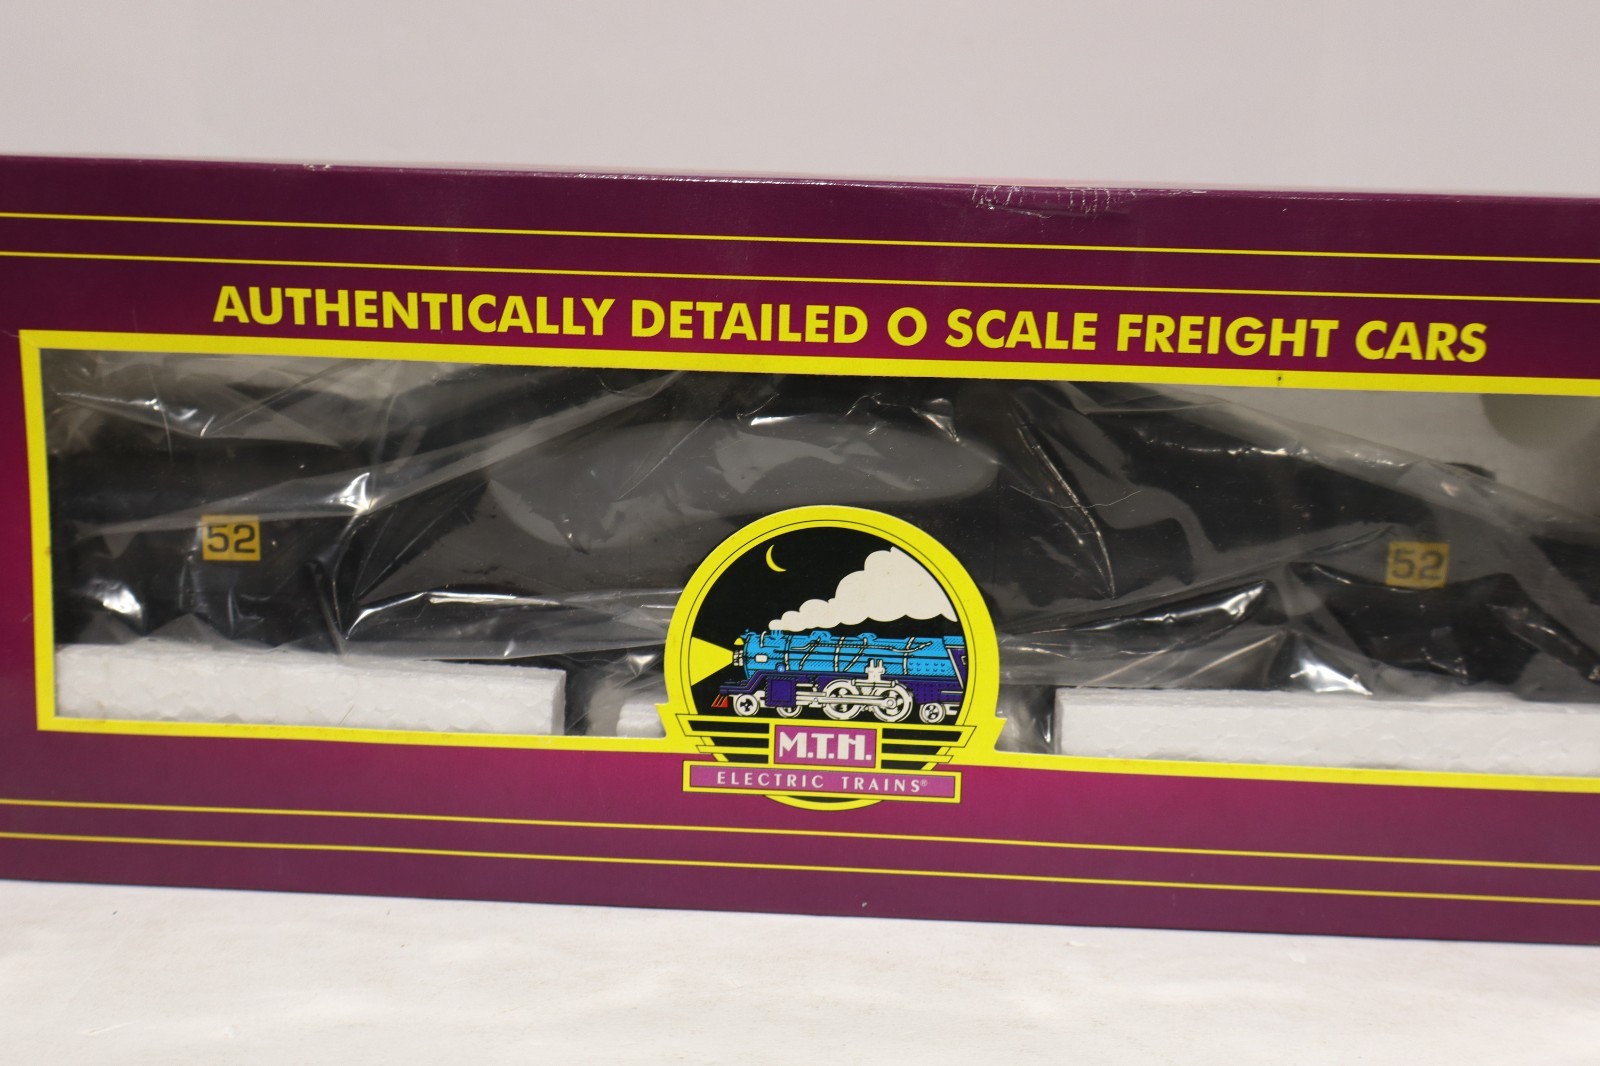 AUTHENTICALLY DETAILED O SCALE FREIGHT CARS
52
52
M.T.H.
ELECTRIC TRAINS®